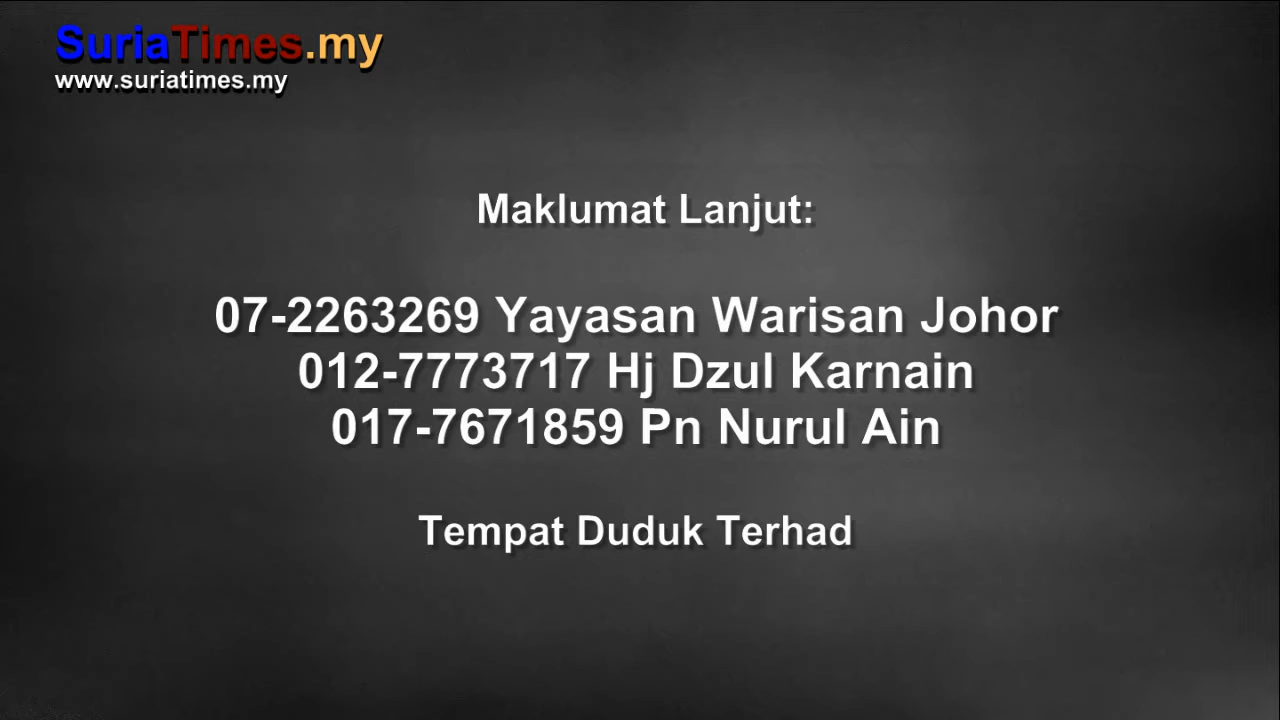 SuriaTimes.my
www.suriatimes.my
Maklumat Lanjut:
07-2263269 Yayasan Warisan Johor
012-7773717 Hj Dzul Karnain
017-7671859 Pn Nurul Ain
Tempat Duduk Terhad